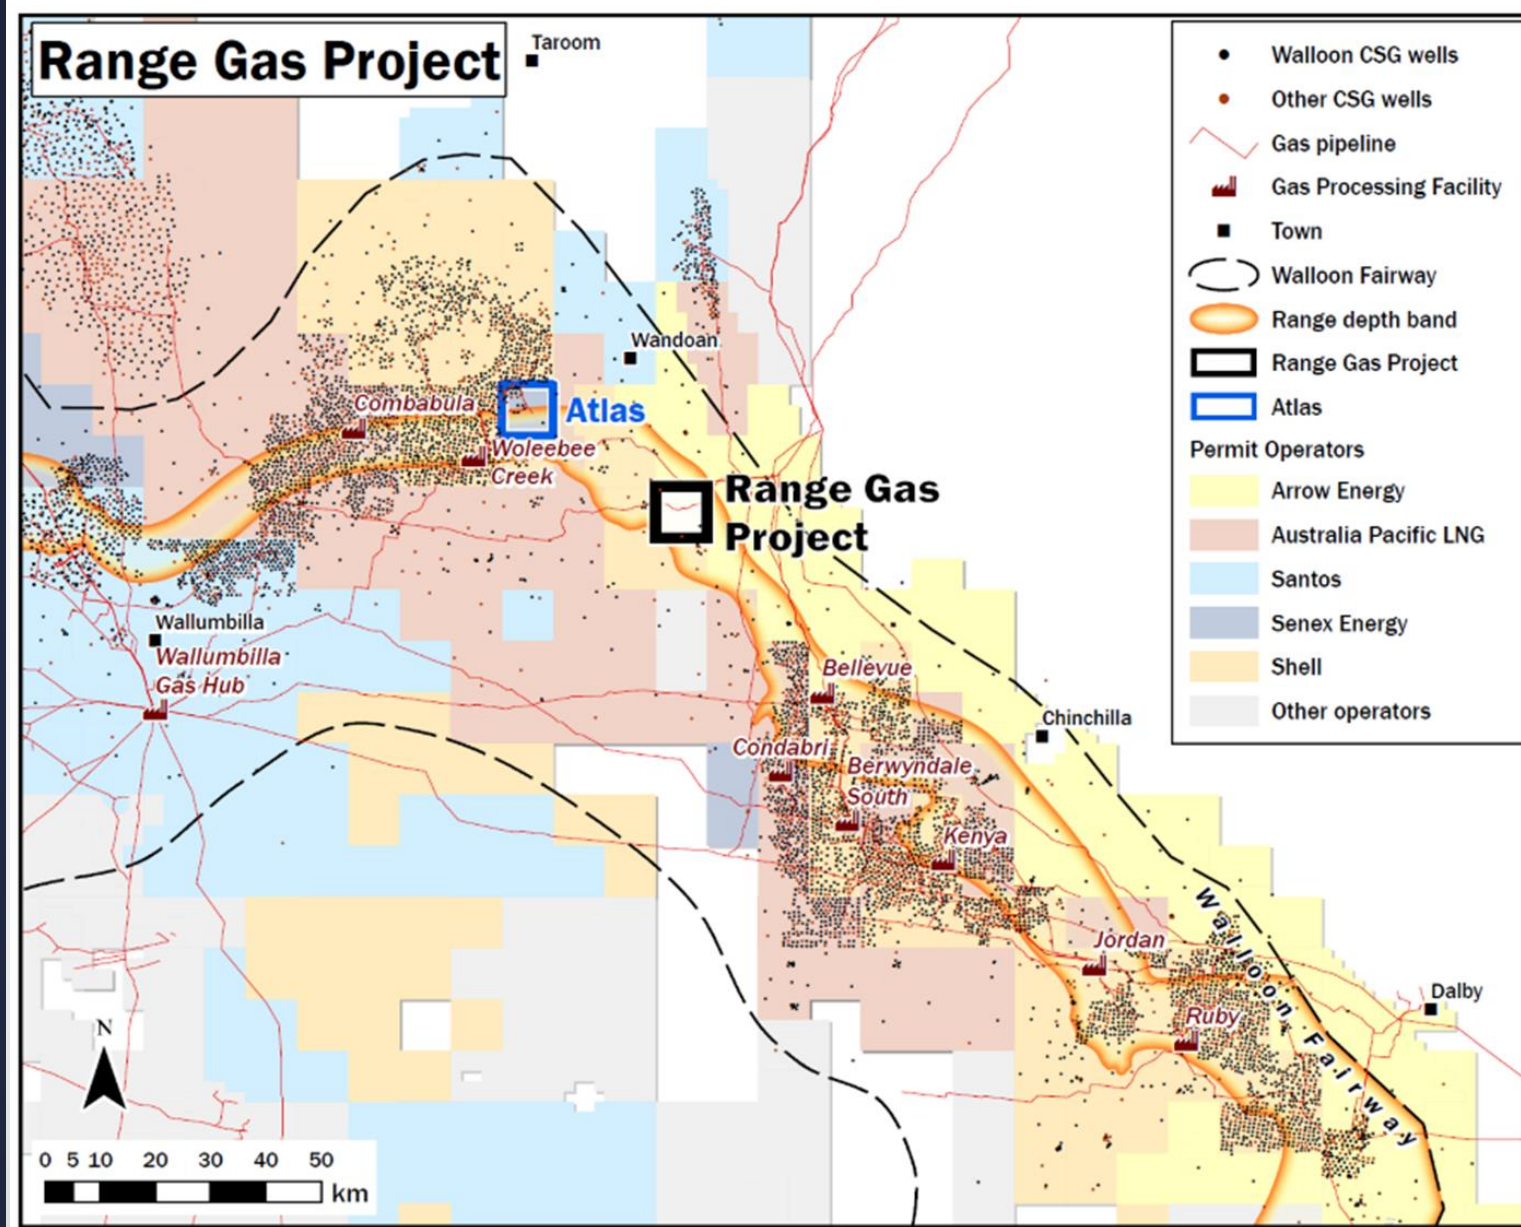 Range Gas Project
Taroom
Wandoan
Combabula
Atlas
Woleebee
Creek
Range Gas
Project
Wallumbilla
Wallumbilla
Gas Hub
Bellevue
Chinchilla
Condabri
Berwyndale
South
Kenya
Jordan
Walloon Fairway
Dalby
Ruby
N
0 5 10 20 30 40 50
km
Walloon CSG wells
Other CSG wells
Gas pipeline
Gas Processing Facility
Town
Walloon Fairway
Range depth band
Range Gas Project
Atlas
Permit Operators
Arrow Energy
Australia Pacific LNG
Santos
Senex Energy
Shell
Other operators